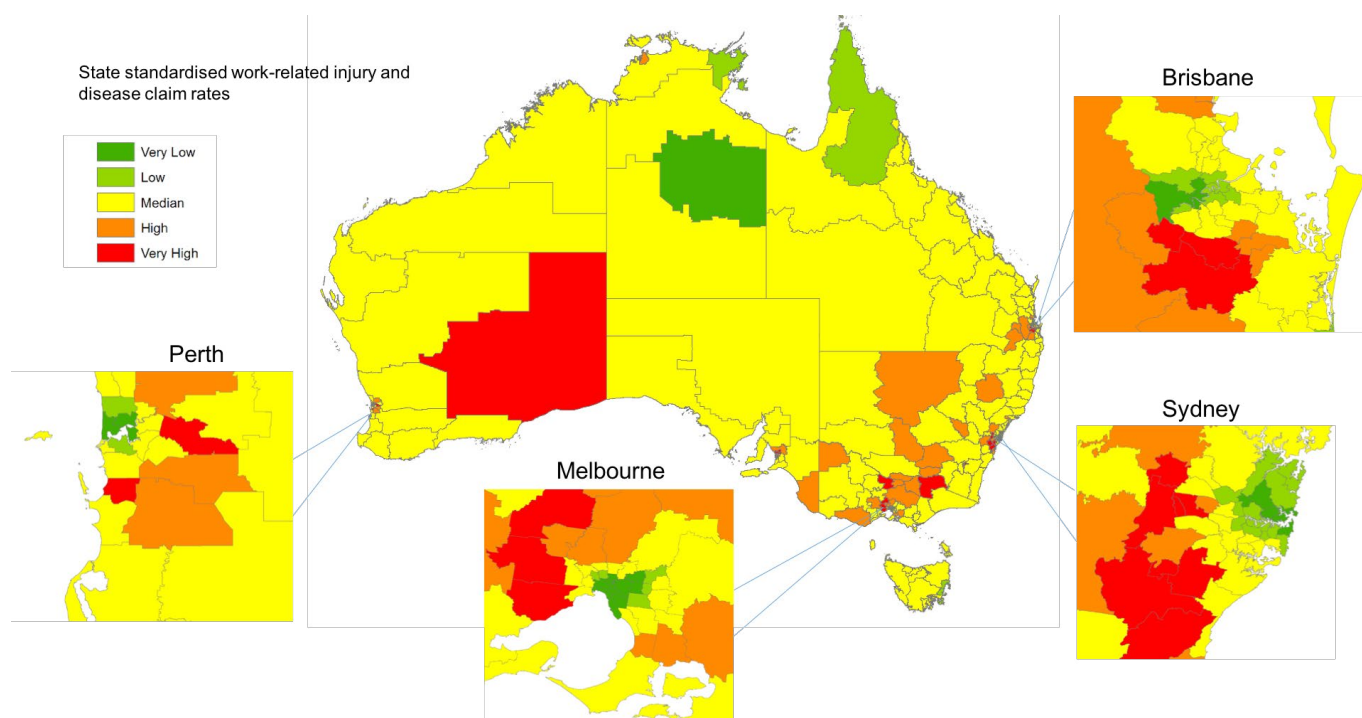 State standardised work-related injury and
disease claim rates
Very Low
Low
Median
High
Very High
Brisbane
Perth
Sydney
Melbourne